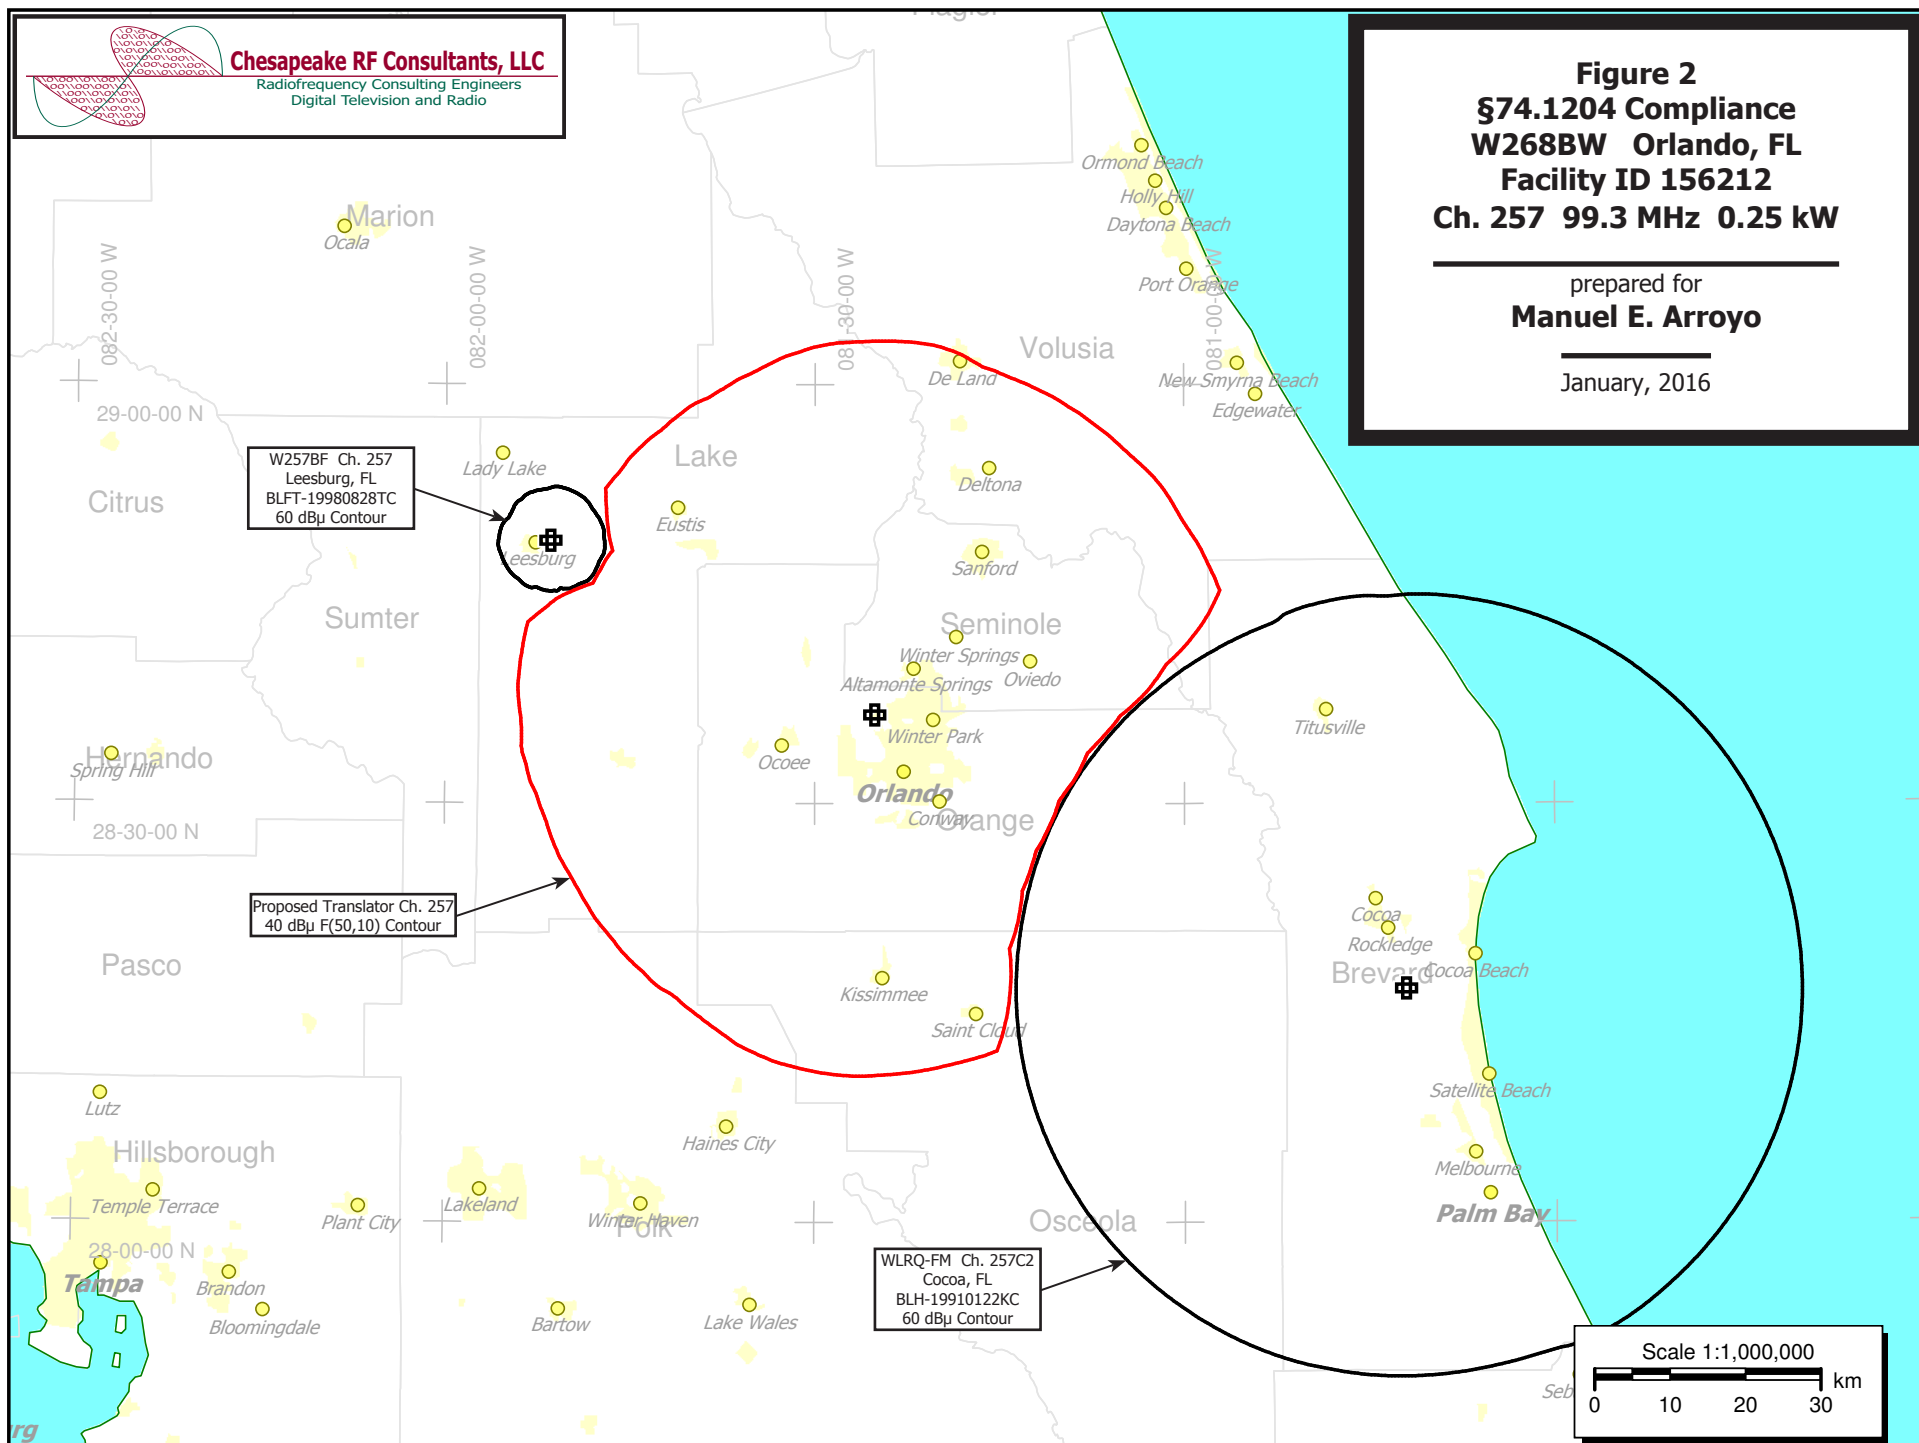 Flagler
Chesapeake RF Consultants, LLC
Radiofrequency Consulting Engineers
Digital Television and Radio
Figure 2
§74.1204 Compliance
W268BW Orlando, FL
Facility ID 156212
Ch. 257 99.3 MHz 0.25 kW
prepared for
Manuel E. Arroyo
January, 2016
Ormond Beach
Holly Hill
Daytona Beach
Port Orange
Marion
Ocala
082-30-00 W
082-00-00 W
081-30-00 W
081-00-00 W
Volusia
De Land
New Smyrna Beach
Edgewater
29-00-00 N
W257BF Ch. 257
Leesburg, FL
BLFT-19980828TC
60 dBµ Contour
Lady Lake
Lake
Deltona
Citrus
Eustis
Leesburg
Sanford
Sumter
Seminole
Winter Springs
Altamonte Springs
Oviedo
Titusville
Winter Park
Hernando
Spring Hill
Ocoee
Orlando
Conway
Orange
28-30-00 N
Proposed Translator Ch. 257
40 dBµ F(50,10) Contour
Cocoa
Rockledge
Pasco
Brevard
Cocoa Beach
Kissimmee
Saint Cloud
Satellite Beach
Lutz
Haines City
Hillsborough
Melbourne
Temple Terrace
Plant City
Lakeland
Winter Haven
Polk
Osceola
Palm Bay
28-00-00 N
Tampa
Brandon
Bloomingdale
Bartow
Lake Wales
WLRQ-FM Ch. 257C2
Cocoa, FL
BLH-19910122KC
60 dBµ Contour
Scale 1:1,000,000
km
0 10 20 30
Seb
rg